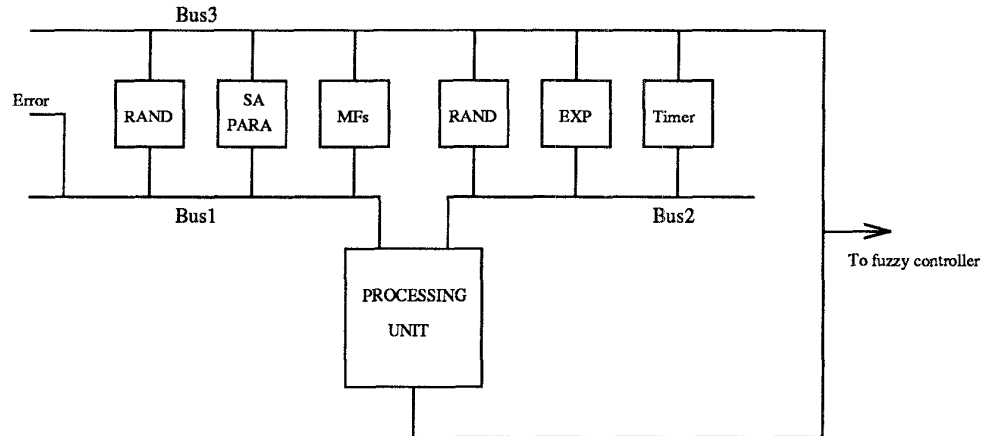 Bus3
Error
RAND
SA
PARA
MFs
RAND
EXP
Timer
Bus1
Bus2
To fuzzy controller
PROCESSING
UNIT